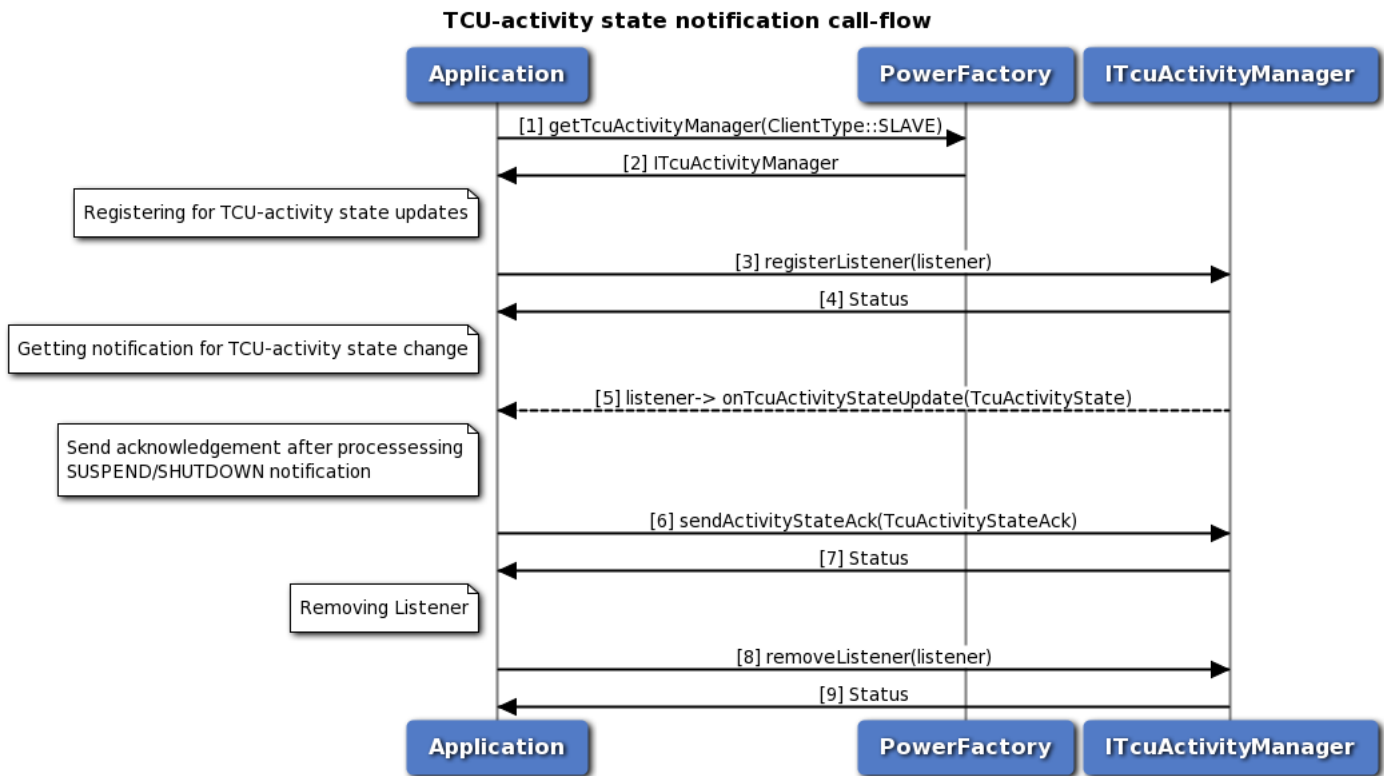 TCU-activity state notification call-flow
Application
PowerFactory
ITcuActivityManager
[1] getTcuActivityManager(ClientType::SLAVE)
[2] ITcuActivityManager
Registering for TCU-activity state updates
[3] registerListener(listener)
[4] Status
Getting notification for TCU-activity state change
[5] listener-> onTcuActivityStateUpdate(TcuActivityState)
Send acknowledgement after processessing
SUSPEND/SHUTDOWN notification
[6] sendActivityStateAck(TcuActivityStateAck)
[7] Status
Removing Listener
[8] removeListener(listener)
[9] Status
Application
PowerFactory
ITcuActivityManager